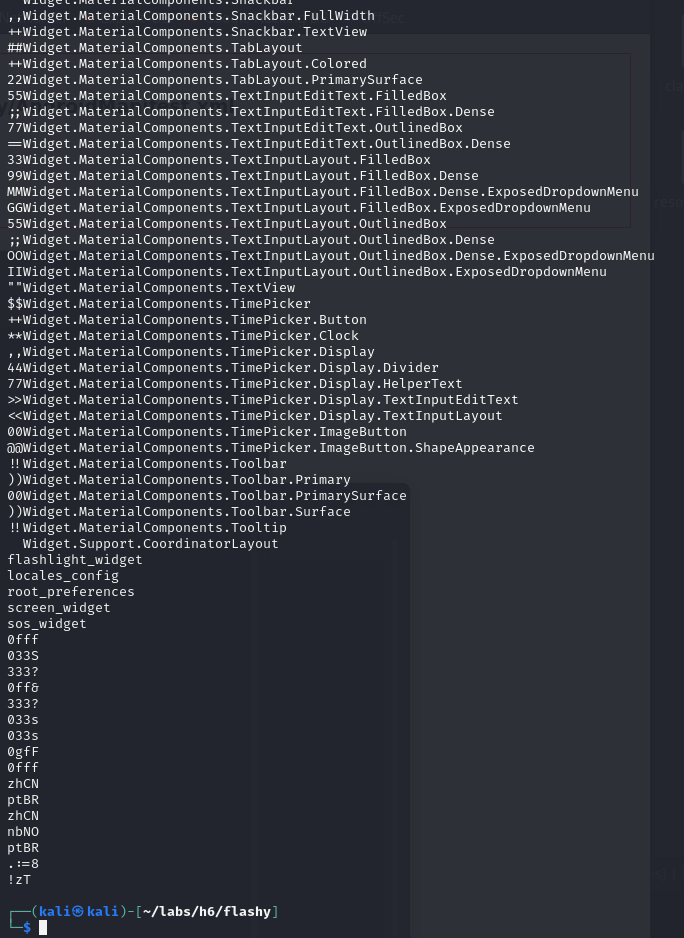 Widget.MaterialComponents.Snackbar
,,Widget.MaterialComponents.Snackbar.FullWidth
++Widget.MaterialComponents.Snackbar.TextView
##Widget.MaterialComponents.TabLayout
++Widget.MaterialComponents.TabLayout.Colored
22Widget.MaterialComponents.TabLayout.PrimarySurface
55Widget.MaterialComponents.TextInputEditText.FilledBox
;;Widget.MaterialComponents.TextInputEditText.FilledBox.Dense
77Widget.MaterialComponents.TextInputEditText.OutlinedBox
==Widget.MaterialComponents.TextInputEditText.OutlinedBox.Dense
33Widget.MaterialComponents.TextInputLayout.FilledBox
99Widget.MaterialComponents.TextInputLayout.FilledBox.Dense
MMWidget.MaterialComponents.TextInputLayout.FilledBox.Dense.ExposedDropdownMenu
GGWidget.MaterialComponents.TextInputLayout.FilledBox.ExposedDropdownMenu
55Widget.MaterialComponents.TextInputLayout.OutlinedBox
;;Widget.MaterialComponents.TextInputLayout.OutlinedBox.Dense
OOWidget.MaterialComponents.TextInputLayout.OutlinedBox.Dense.ExposedDropdownMenu
IIWidget.MaterialComponents.TextInputLayout.OutlinedBox.ExposedDropdownMenu
""Widget.MaterialComponents.TextView
$$Widget.MaterialComponents.TimePicker
++Widget.MaterialComponents.TimePicker.Button
**Widget.MaterialComponents.TimePicker.Clock
,,Widget.MaterialComponents.TimePicker.Display
44Widget.MaterialComponents.TimePicker.Display.Divider
77Widget.MaterialComponents.TimePicker.Display.HelperText
>>Widget.MaterialComponents.TimePicker.Display.TextInputEditText
<<Widget.MaterialComponents.TimePicker.Display.TextInputLayout
00Widget.MaterialComponents.TimePicker.ImageButton
@@Widget.MaterialComponents.TimePicker.ImageButton.ShapeAppearance
!!Widget.MaterialComponents.Toolbar
))Widget.MaterialComponents.Toolbar.Primary
00Widget.MaterialComponents.Toolbar.PrimarySurface
))Widget.MaterialComponents.Toolbar.Surface
!!Widget.MaterialComponents.Tooltip
Widget.Support.CoordinatorLayout
flashlight_widget
locales_config
root_preferences
screen_widget
sos_widget
0fff
033S
333?
0ff&
333?
033s
033s
0gfF
0fff
zhCN
ptBR
zhCN
nbNO
ptBR
.:=8
!zT
┌──(kali㉿kali)-[~/labs/h6/flashy]
└─$